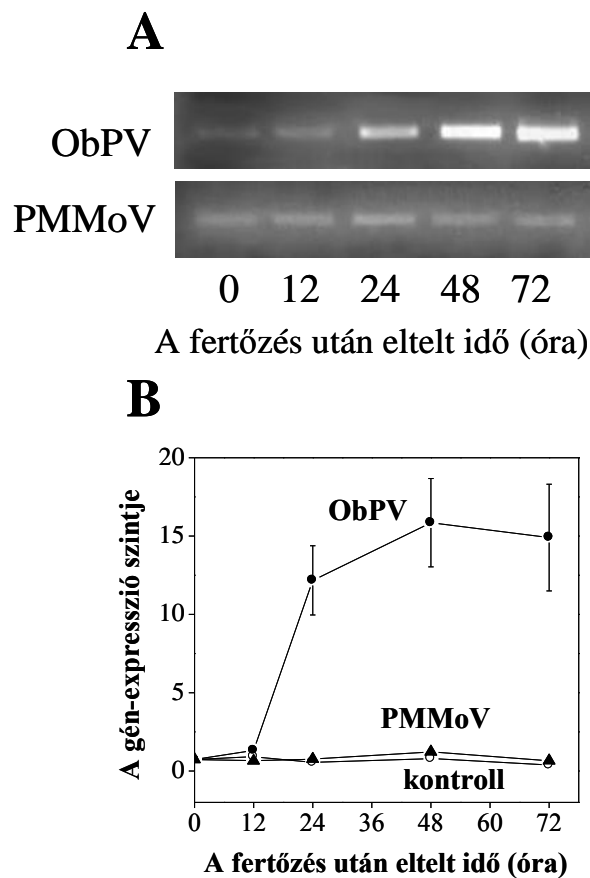 A
ObPV
PMMoV
0 12 24 48 72
A fertőzés után eltelt idő (óra)
B
A gén-expresszió szintje
20
15
10
5
0
ObPV
PMMoV
kontroll
0 12 24 36 48 60 72
A fertőzés után eltelt idő (óra)